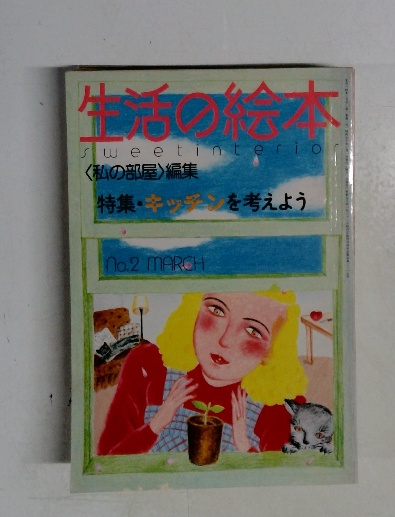 生活の絵本
sweet interior
〈私の部屋〉編集
特集・キッチンを考えよう
No.2 MARCH